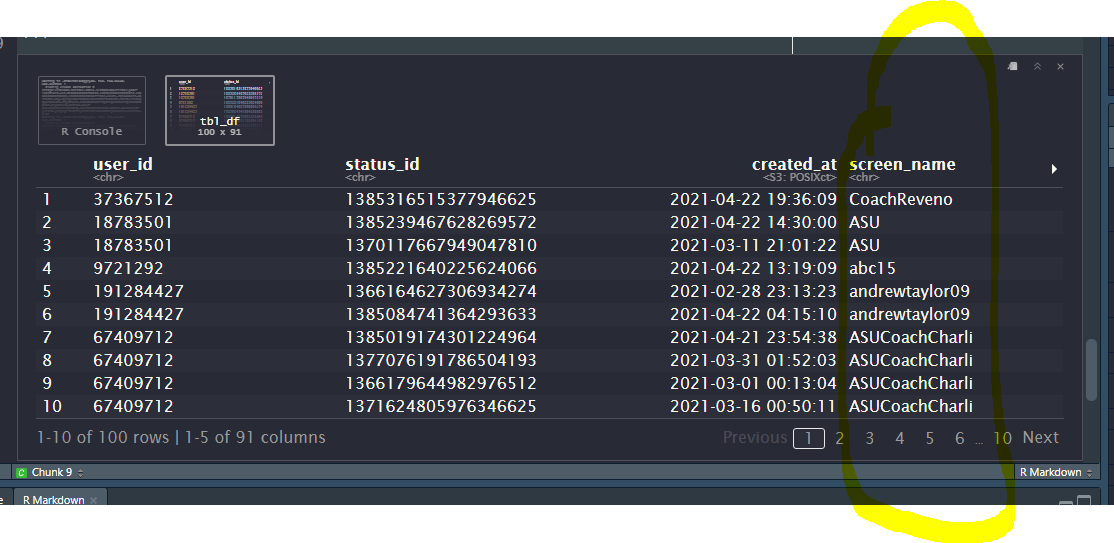 R Console
tbl_df
100 x 91
user_id status_id created_at screen_name
<chr> <chr> <S3: POSIXct> <chr>
1 37367512 1385316515377946625 2021-04-22 19:36:09 CoachReveno
2 18783501 1385239467628269572 2021-04-22 14:30:00 ASU
3 18783501 1370117667949047810 2021-03-11 21:01:22 ASU
4 9721292 1385221640225624066 2021-04-22 13:19:09 abc15
5 191284427 1366164627306934274 2021-02-28 23:13:23 andrewtaylor09
6 191284427 1385084741364293633 2021-04-22 04:15:10 andrewtaylor09
7 67409712 1385019174301224964 2021-04-21 23:54:38 ASUCoachCharli
8 67409712 1377076191786504193 2021-03-31 01:52:03 ASUCoachCharli
9 67409712 1366179644982976512 2021-03-01 00:13:04 ASUCoachCharli
10 67409712 1371624805976346625 2021-03-16 00:50:11 ASUCoachCharli
1-10 of 100 rows | 1-5 of 91 columns Previous 1 2 3 4 5 6 ... 10 Next
C Chunk 9 R Markdown
R Markdown